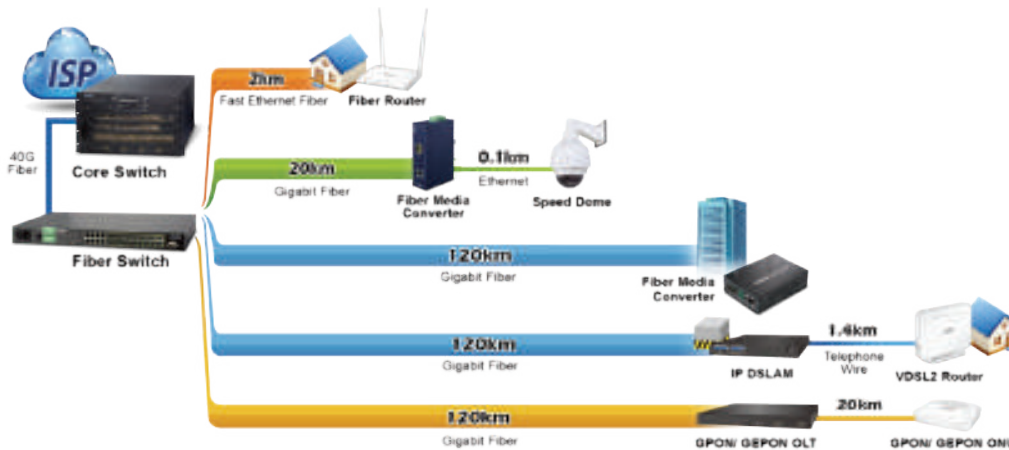 ISP
40G
Fiber
Core Switch
Fiber Switch
2km
Fast Ethernet Fiber
Fiber Router
20km
Gigabit Fiber
Fiber Media
Converter
0.1km
Ethernet
Speed Dome
120km
Gigabit Fiber
Fiber Media
Converter
120km
Gigabit Fiber
IP DSLAM
1.4km
Telephone
Wire
VDSL2 Router
120km
Gigabit Fiber
GPON/ GEPON OLT
20km
GPON/ GEPON ONU